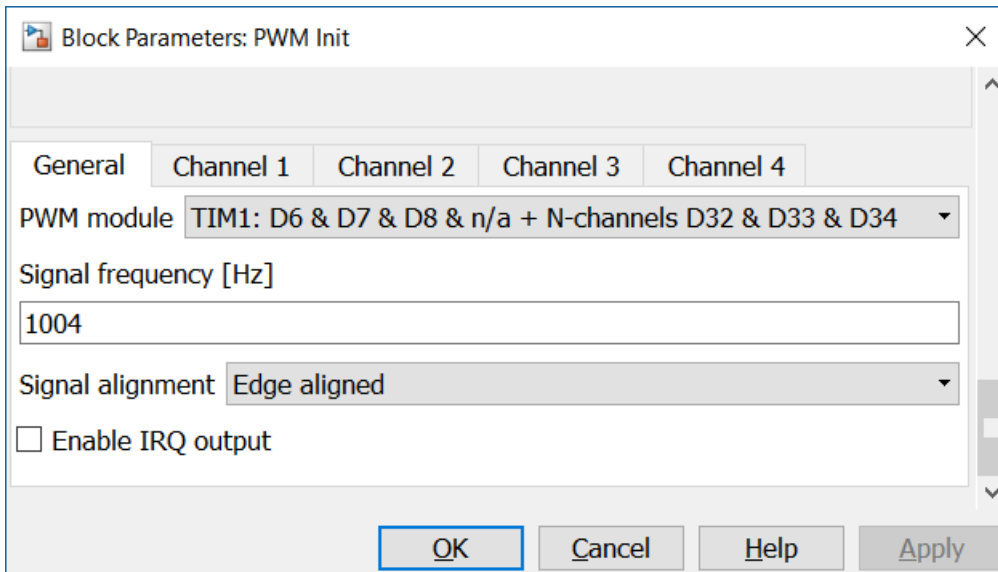 Block Parameters: PWM Init
General Channel 1 Channel 2 Channel 3 Channel 4
PWM module TIM1: D6 & D7 & D8 & n/a + N-channels D32 & D33 & D34
Signal frequency [Hz]
1004
Signal alignment Edge aligned
Enable IRQ output
OK Cancel Help Apply